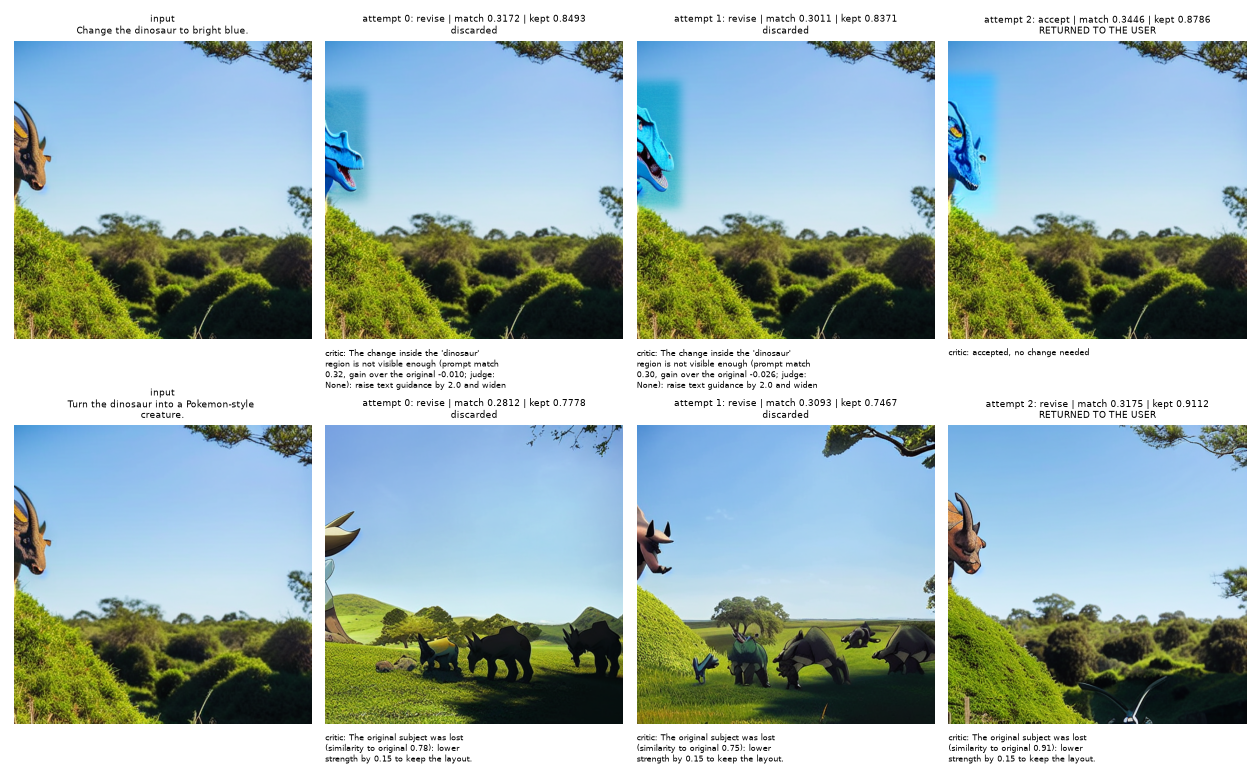 input
Change the dinosaur to bright blue.
attempt 0: revise | match 0.3172 | kept 0.8493
discarded
attempt 1: revise | match 0.3011 | kept 0.8371
discarded
attempt 2: accept | match 0.3446 | kept 0.8786
RETURNED TO THE USER
critic: The change inside the 'dinosaur'
region is not visible enough (prompt match
0.32, gain over the original -0.010; judge:
None): raise text guidance by 2.0 and widen
critic: The change inside the 'dinosaur'
region is not visible enough (prompt match
0.30, gain over the original -0.026; judge:
None): raise text guidance by 2.0 and widen
critic: accepted, no change needed
input
Turn the dinosaur into a Pokemon-style
creature.
attempt 0: revise | match 0.2812 | kept 0.7778
discarded
attempt 1: revise | match 0.3093 | kept 0.7467
discarded
attempt 2: revise | match 0.3175 | kept 0.9112
RETURNED TO THE USER
critic: The original subject was lost
(similarity to original 0.78): lower
strength by 0.15 to keep the layout.
critic: The original subject was lost
(similarity to original 0.75): lower
strength by 0.15 to keep the layout.
critic: The original subject was lost
(similarity to original 0.91): lower
strength by 0.15 to keep the layout.